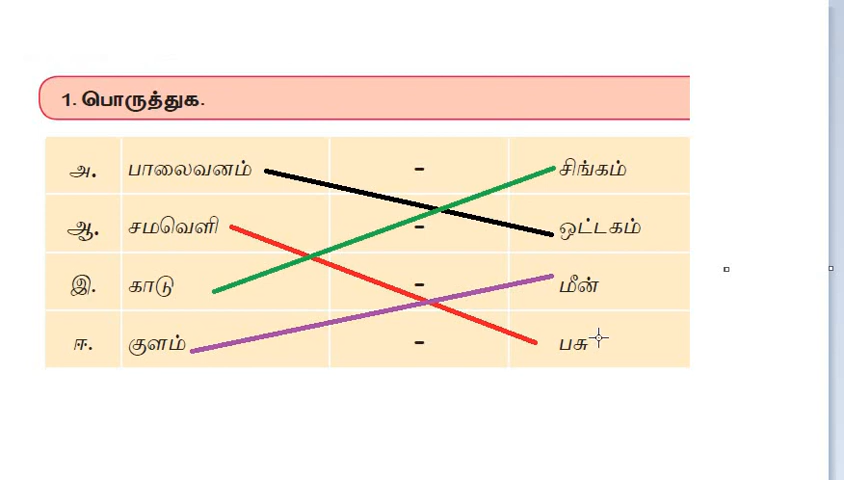 1. பொருத்துக.
அ. பாலைவனம் - சிங்கம்
ஆ. சமவெளி - ஒட்டகம்
இ. காடு - மீன்
ஈ. குளம் - பசு